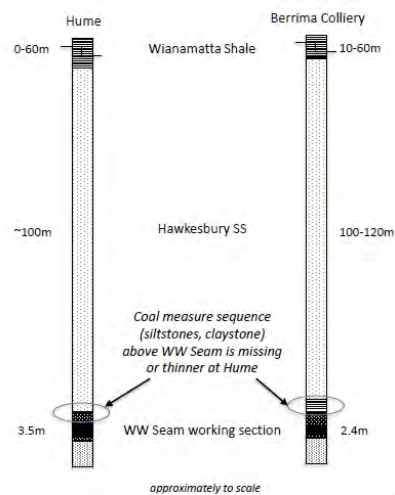 Hume
Berrima Colliery
0-60m
Wianamatta Shale
10-60m
~100m
Hawkesbury SS
100-120m
Coal measure sequence
(siltstones, claystone)
above WW Seam is missing
or thinner at Hume
3.5m
WW Seam working section
2.4m
approximately to scale